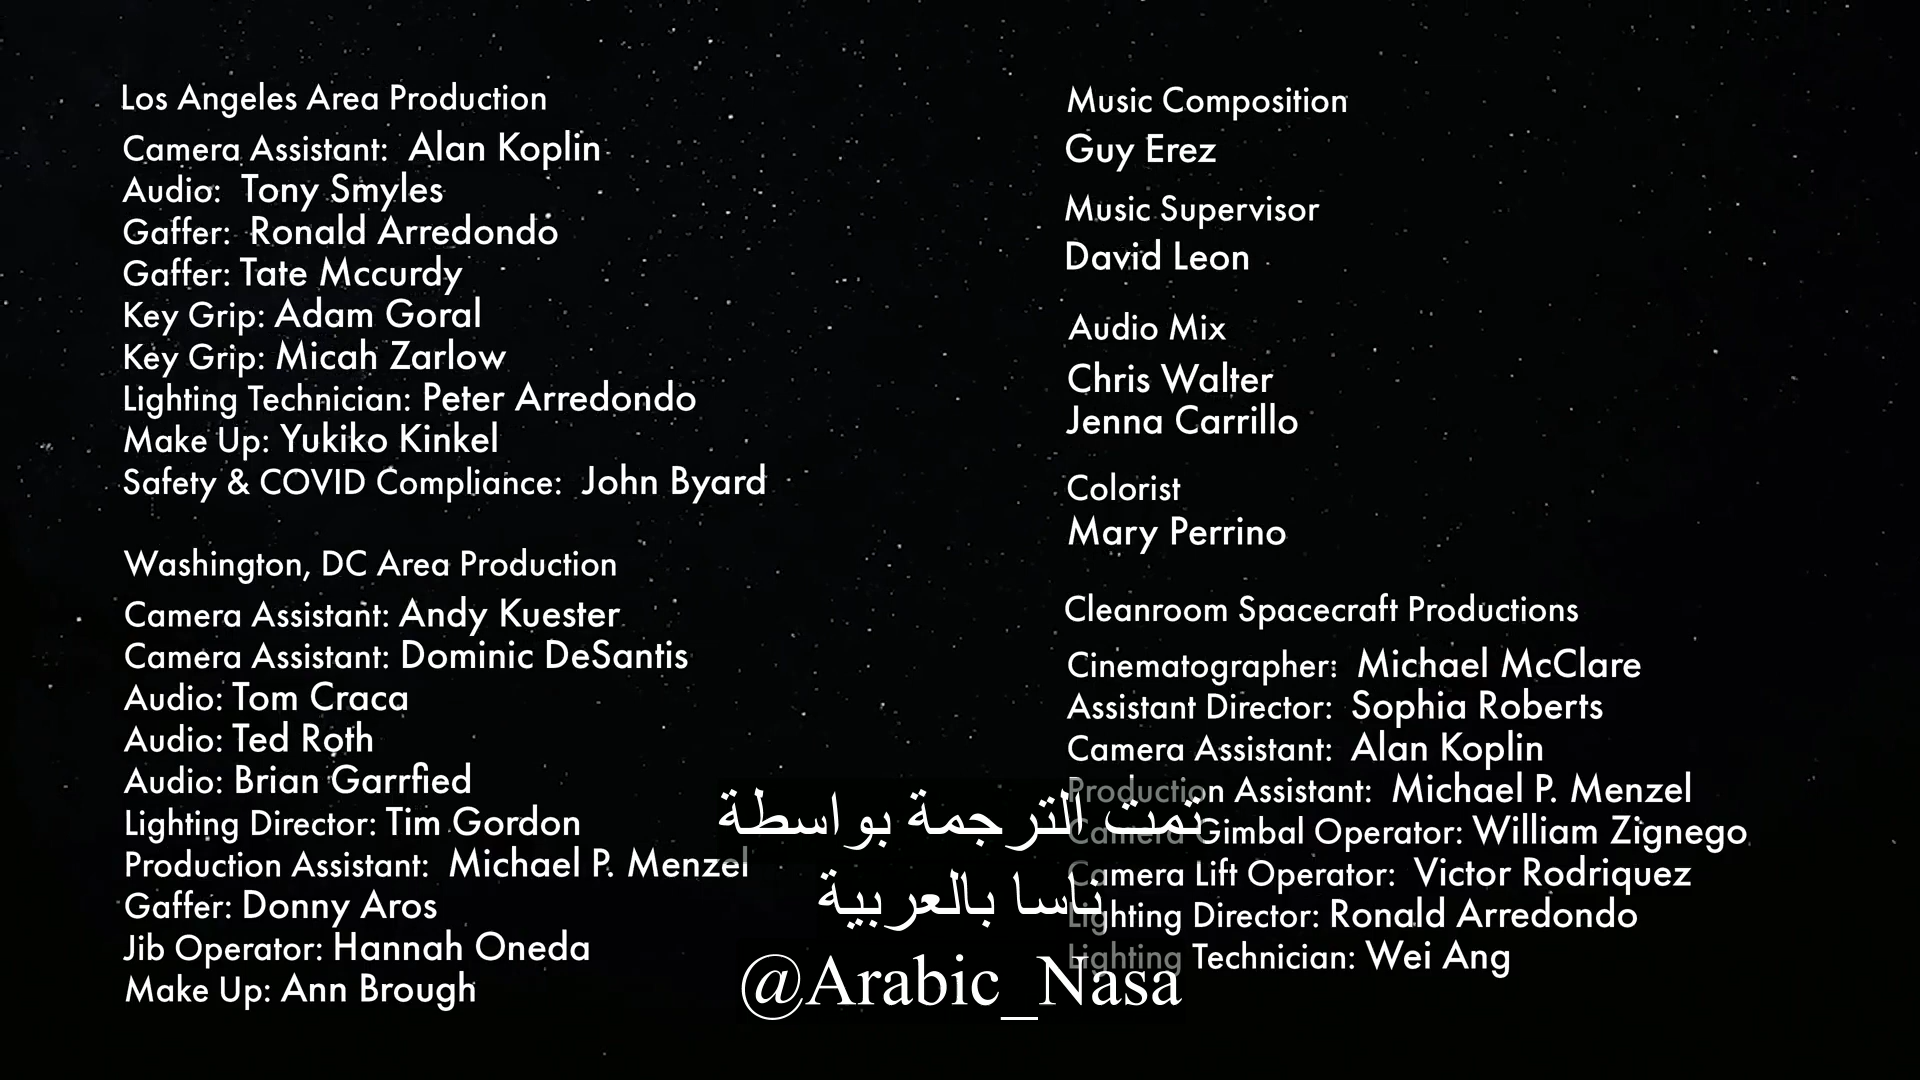 Los Angeles Area Production
Camera Assistant: Alan Koplin
Audio: Tony Smyles
Gaffer: Ronald Arredondo
Gaffer: Tate Mccurdy
Key Grip: Adam Goral
Key Grip: Micah Zarlow
Lighting Technician: Peter Arredondo
Make Up: Yukiko Kinkel
Safety & COVID Compliance: John Byard
Washington, DC Area Production
Camera Assistant: Andy Kuester
Camera Assistant: Dominic DeSantis
Audio: Tom Craca
Audio: Ted Roth
Audio: Brian Garrfied
Lighting Director: Tim Gordon
Production Assistant: Michael P. Menzel
Gaffer: Donny Aros
Jib Operator: Hannah Oneda
Make Up: Ann Brough
Music Composition
Guy Erez
Music Supervisor
David Leon
Audio Mix
Chris Walter
Jenna Carrillo
Colorist
Mary Perrino
Cleanroom Spacecraft Productions
Cinematographer: Michael McClare
Assistant Director: Sophia Roberts
Camera Assistant: Alan Koplin
Production Assistant: Michael P. Menzel
Camera Gimbal Operator: William Zignego
Camera Lift Operator: Victor Rodriquez
Lighting Director: Ronald Arredondo
Lighting Technician: Wei Ang
تمت الترجمة بواسطة
ناسا بالعربية
@Arabic_Nasa